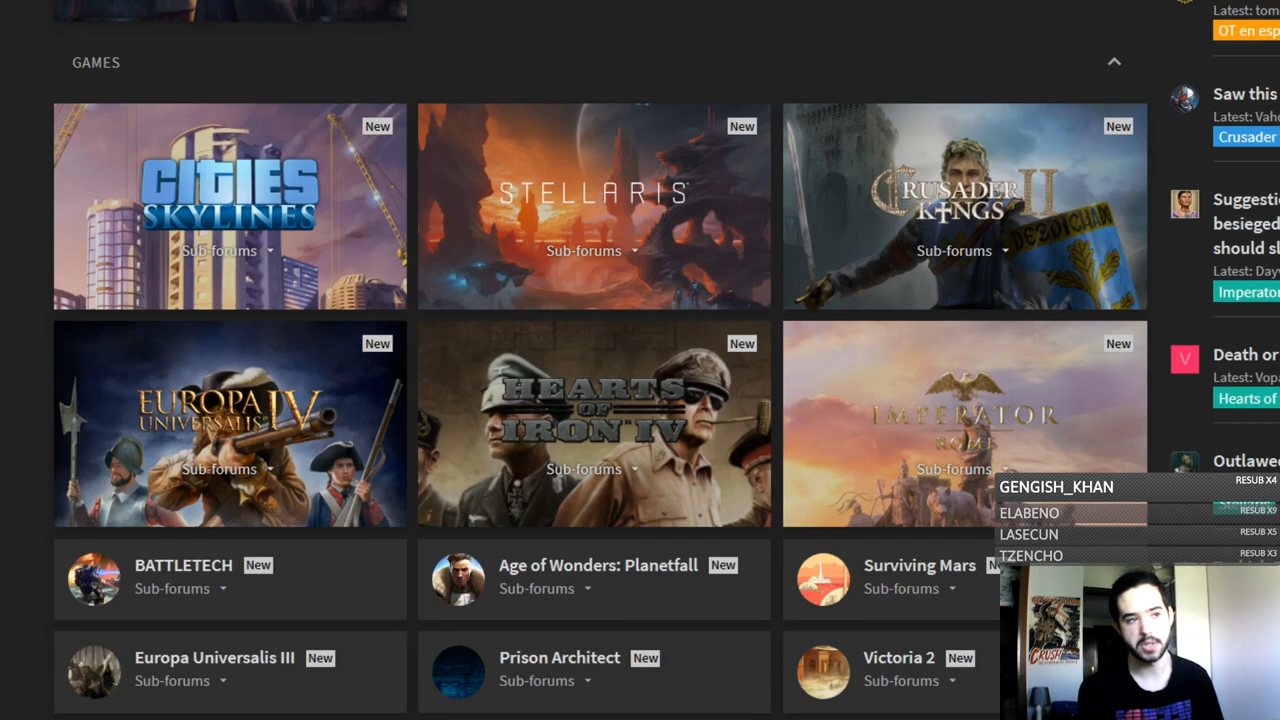 GAMES
New
CITIES
SKYLINES
Sub-forums
New
STELLARIS
Sub-forums
New
CRUSADER II
KINGS
DESDICHADO
Sub-forums
New
EUROPA IV
UNIVERSALIS
Sub-forums
New
HEARTS
OF
IRON IV
Sub-forums
New
IMPERATOR
ROME
Sub-forums
BATTLETECH New
Sub-forums
Age of Wonders: Planetfall New
Sub-forums
Surviving Mars
Sub-forums
Europa Universalis III New
Sub-forums
Prison Architect New
Sub-forums
Victoria 2 New
Sub-forums
Latest: tom
OT en esp
Saw this
Latest: Vaho
Crusader
Suggesti
besieged
should sl
Latest: Day
Imperato
V
Death or
Latest: Vop
Hearts of
Outlawe
GENGISH_KHAN RESUB X4
ELABENO RESUB X9
LASECUN RESUB X5
TZENCHO RESUB X3
CRUSH